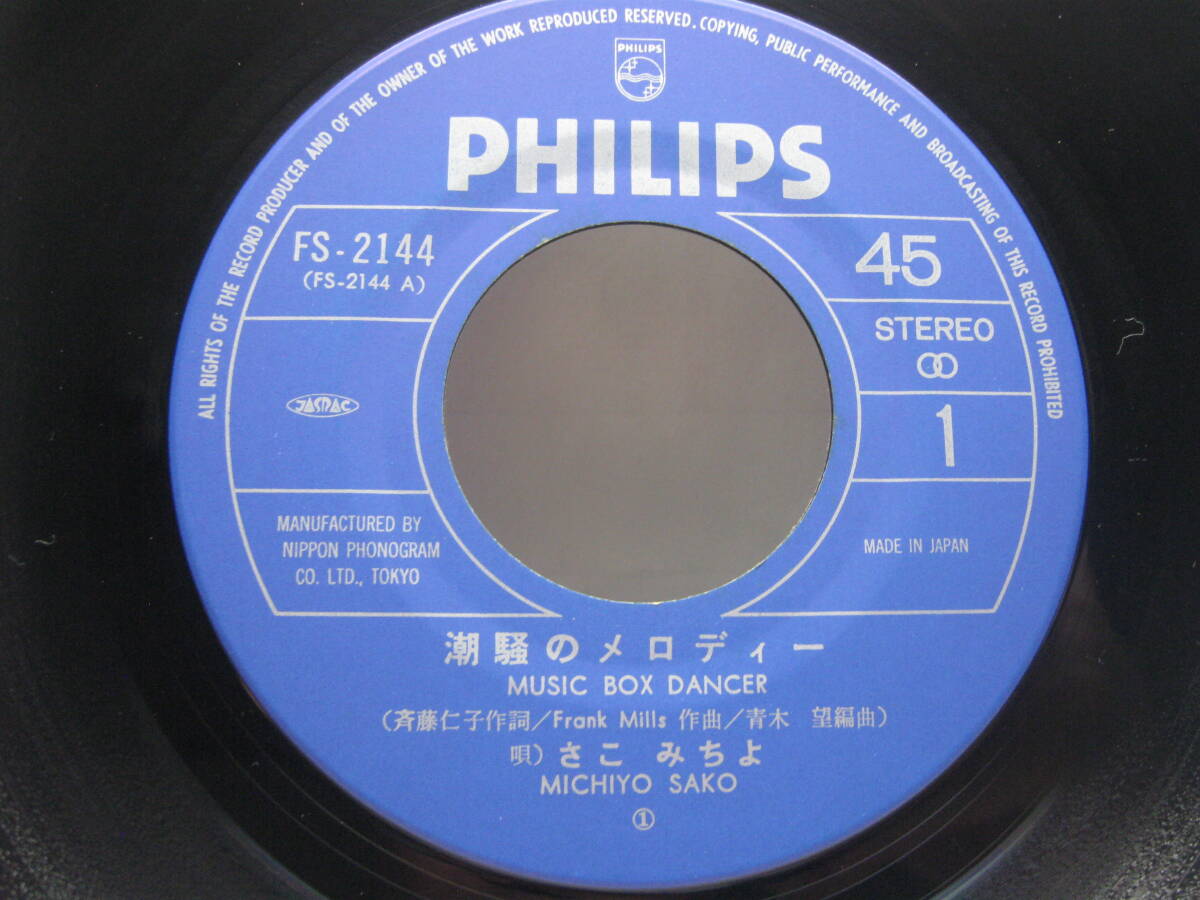 ALL RIGHTS OF THE RECORD PRODUCER AND OF THE OWNER OF THE WORK REPRODUCED RESERVED. COPYING, PUBLIC PERFORMANCE AND BROADCASTING OF THIS RECORD PROHIBITED
PHILIPS
PHILIPS
FS-2144
(FS-2144 A)
45
STEREO
1
JASRAC
MANUFACTURED BY
NIPPON PHONOGRAM
CO. LTD., TOKYO
MADE IN JAPAN
潮騒のメロディー
MUSIC BOX DANCER
(斉藤仁子作詞/Frank Mills 作曲/青木 望編曲)
唄) さこ みちよ
MICHIYO SAKO
①